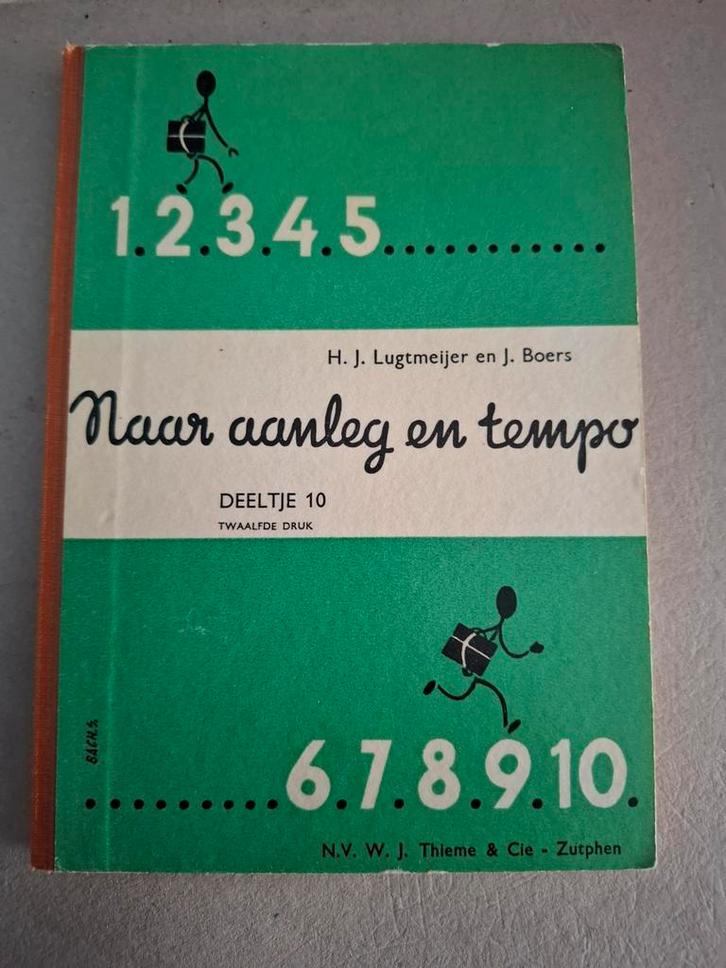 1.2.3.4.5............
H. J. Lugtmeijer en J. Boers
Naar aanleg en tempo
DEELTJE 10
TWAALFDE DRUK
.........6.7.8.9.10.
N.V. W. J. Thieme & Cie - Zutphen